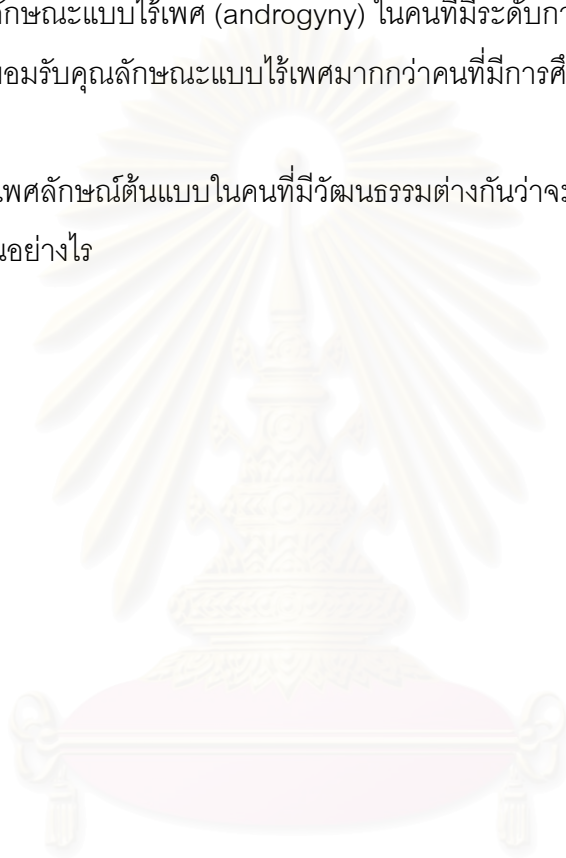 ลักษณะแบบไร้เพศ (androgyny) ในคนที่มีระดับกา
อมรับคุณลักษณะแบบไร้เพศมากกว่าคนที่มีการศึ
เพศลักษณ์ต้นแบบในคนที่มีวัฒนธรรมต่างกันว่าจะ
นอย่างไร